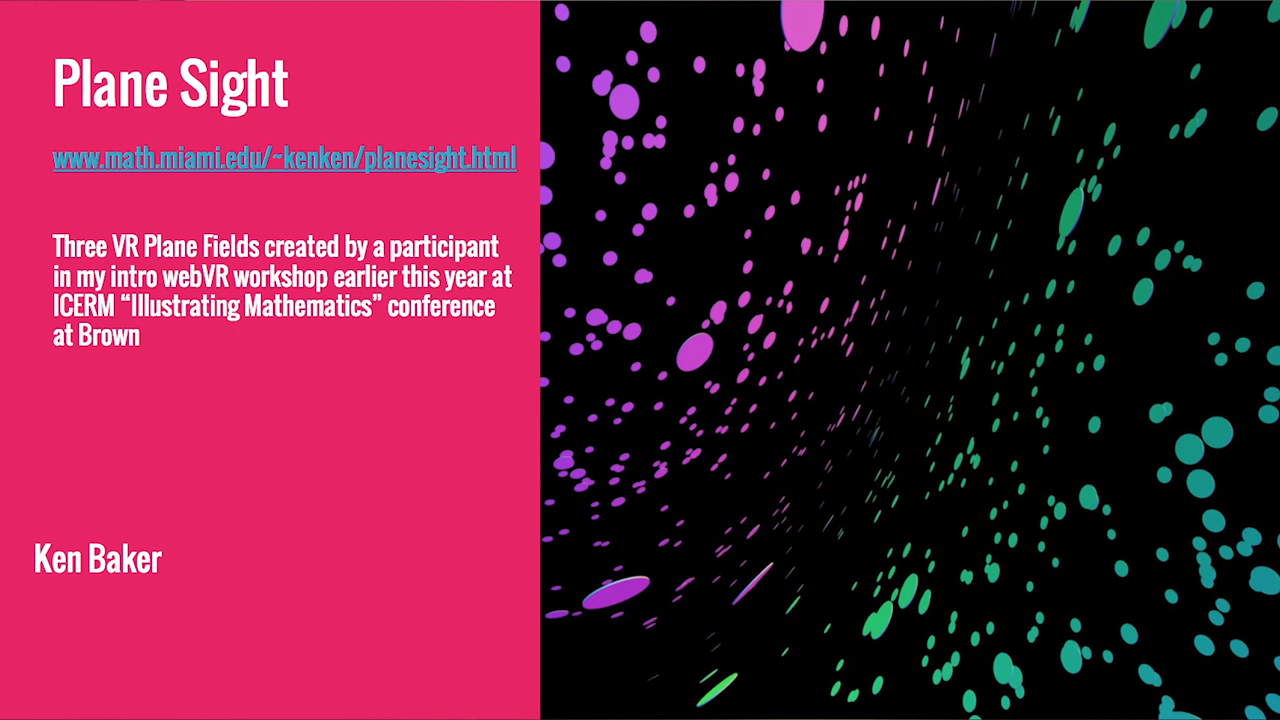 Plane Sight
www.math.miami.edu/~kenken/planesight.html
Three VR Plane Fields created by a participant
in my intro webVR workshop earlier this year at
ICERM “Illustrating Mathematics” conference
at Brown
Ken Baker